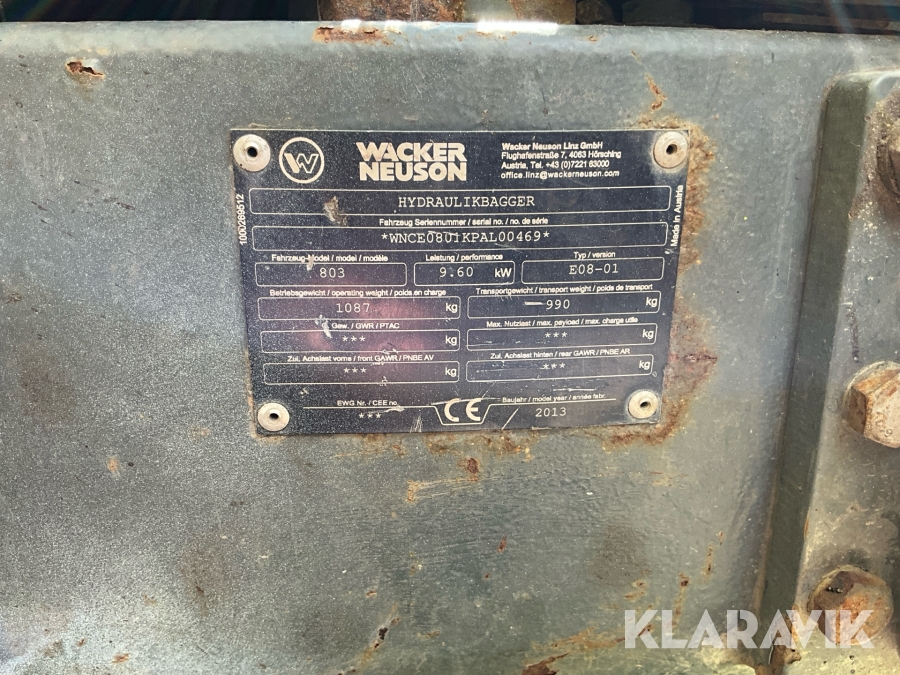 WACKER
NEUSON
Wacker Neuson Linz GmbH
Flughafenstraße 7, 4063 Hörsching
Austria, Tel. +43 (0)7221 63000
office.linz@wackerneuson.com
1000269512
Made in Austria
HYDRAULIKBAGGER
Fahrzeug Seriennummer / serial no. / no. de série
*WNCE0801KPAL00469*
Fahrzeug-Model / model / modèle Leistung / performance Typ / version
803 9.60 kW E08-01
Betriebsgewicht / operating weight / poids en charge Transportgewicht / transport weight / poids de transport
1087 kg 990 kg
Gew. / GWR / PTAC Max. Nutzlast / max. payload / max. charge utile
*** kg *** kg
Zul. Achslast vorne / front GAWR / PNBE AV Zul. Achslast hinten / rear GAWR / PNBE AR
*** kg *** kg
EWG Nr. / CEE no. CE Baujahr / model year / année fabr.
*** 2013
KLARAVIK